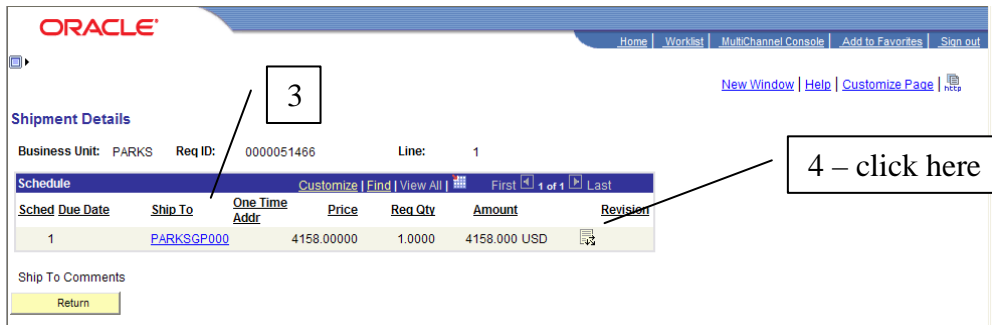 ORACLE®
Home | Worklist | MultiChannel Console | Add to Favorites | Sign out
New Window | Help | Customize Page | http
3
Shipment Details
Business Unit: PARKS Req ID: 0000051466 Line: 1
4 – click here
Schedule Customize | Find | View All | First 1 of 1 Last
Sched Due Date Ship To One Time Addr Price Req Qty Amount Revision
1 PARKSGP000 4158.00000 1.0000 4158.000 USD
Ship To Comments
Return